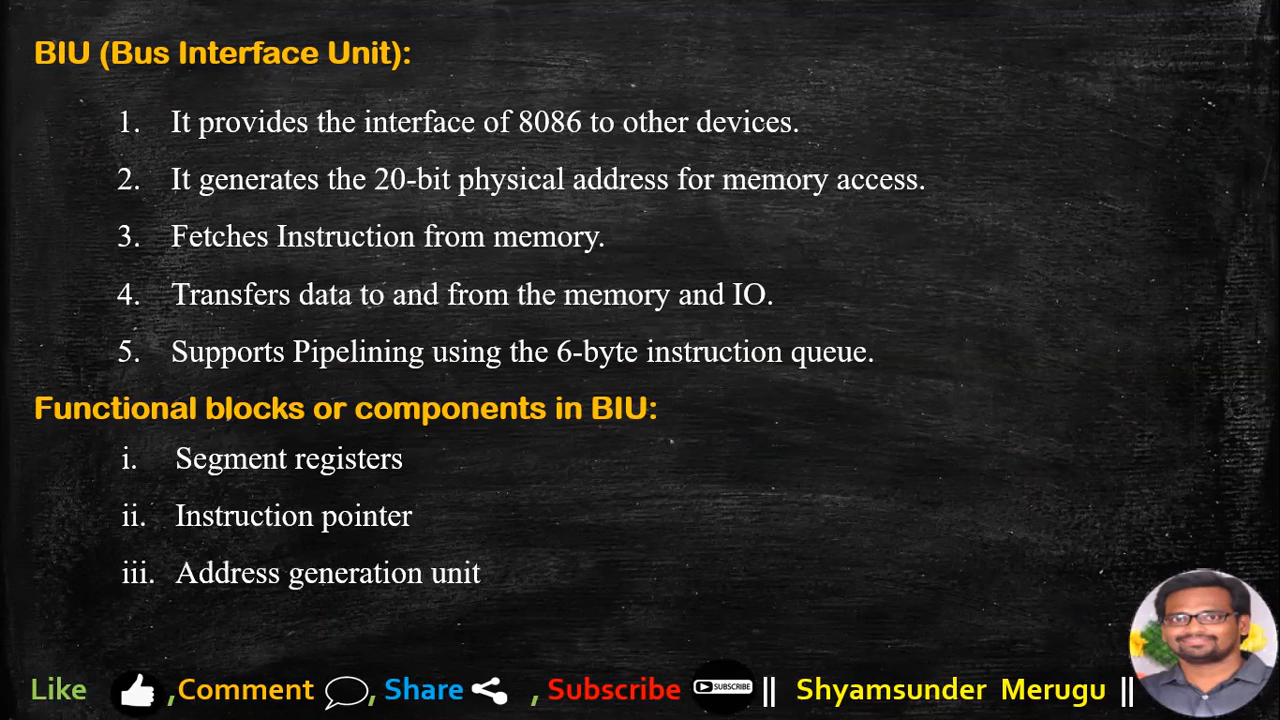 BIU (Bus Interface Unit):
1. It provides the interface of 8086 to other devices.
2. It generates the 20-bit physical address for memory access.
3. Fetches Instruction from memory.
4. Transfers data to and from the memory and IO.
5. Supports Pipelining using the 6-byte instruction queue.
Functional blocks or components in BIU:
i. Segment registers
ii. Instruction pointer
iii. Address generation unit
Like ,Comment , Share , Subscribe SUBSCRIBE || Shyamsunder Merugu ||